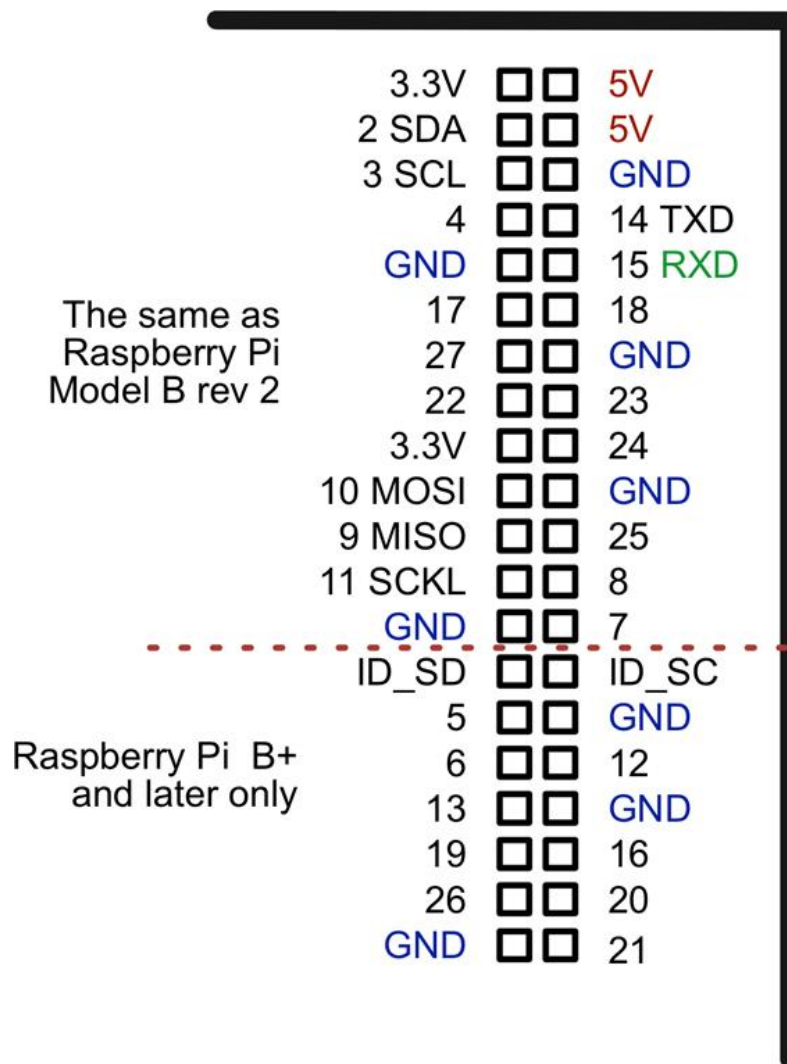 3.3V 5V
2 SDA 5V
3 SCL GND
4 14 TXD
GND 15 RXD
17 18
27 GND
22 23
3.3V 24
10 MOSI GND
9 MISO 25
11 SCKL 8
GND 7
The same as
Raspberry Pi
Model B rev 2
ID_SD ID_SC
5 GND
6 12
13 GND
19 16
26 20
GND 21
Raspberry Pi B+
and later only